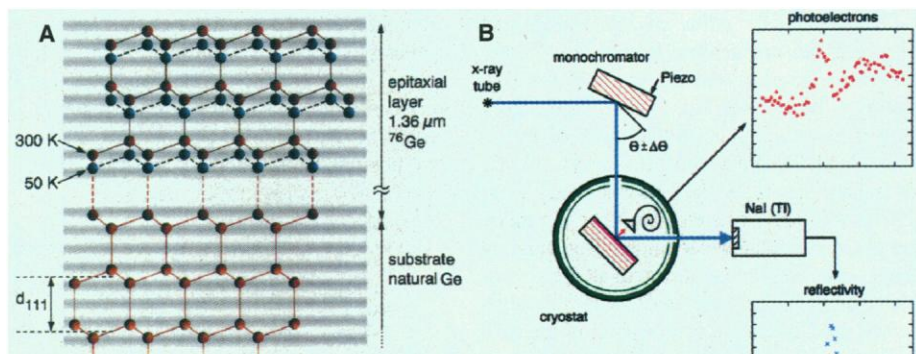 A
300 K
50 K
d111
epitaxial
layer
1.36 μm
76Ge
substrate
natural Ge
B
x-ray
tube
monochromator
Piezo
Θ±ΔΘ
cryostat
photoelectrons
NaI (Tl)
reflectivity